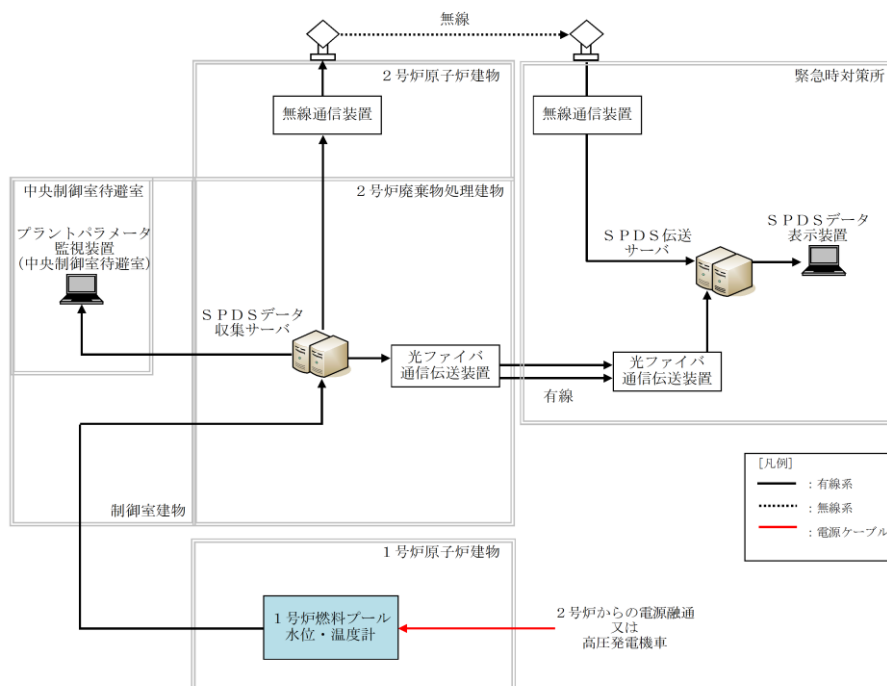 無線
２号炉原子炉建物
緊急時対策所
無線通信装置
無線通信装置
中央制御室待避室
２号炉廃棄物処理建物
プラントパラメータ
監視装置
(中央制御室待避室)
ＳＰＤＳ伝送
サーバ
ＳＰＤＳデータ
表示装置
ＳＰＤＳデータ
収集サーバ
光ファイバ
通信伝送装置
光ファイバ
通信伝送装置
有線
制御室建物
[凡例]
：有線系
：無線系
：電源ケーブル
１号炉原子炉建物
１号炉燃料プール
水位・温度計
２号炉からの電源融通
又は
高圧発電機車